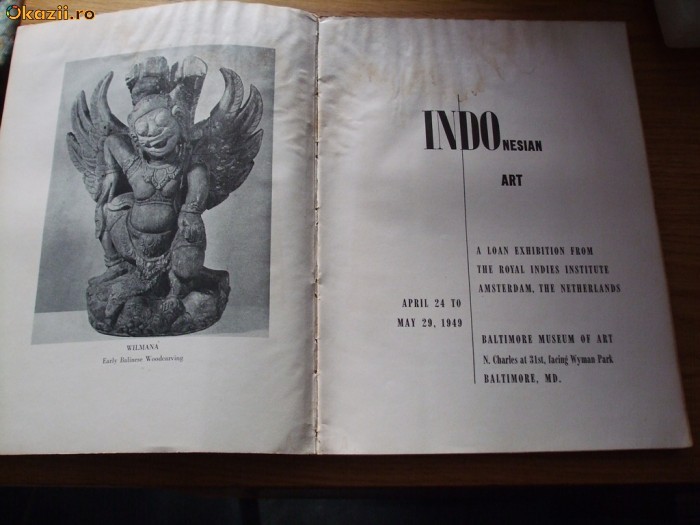 Okazii.ro
WILMANA
Early Balinese Woodcarving
INDONESIAN
ART
A LOAN EXHIBITION FROM
THE ROYAL INDIES INSTITUTE
AMSTERDAM, THE NETHERLANDS
APRIL 24 TO
MAY 29, 1949
BALTIMORE MUSEUM OF ART
N. Charles at 31st, facing Wyman Park
BALTIMORE, MD.